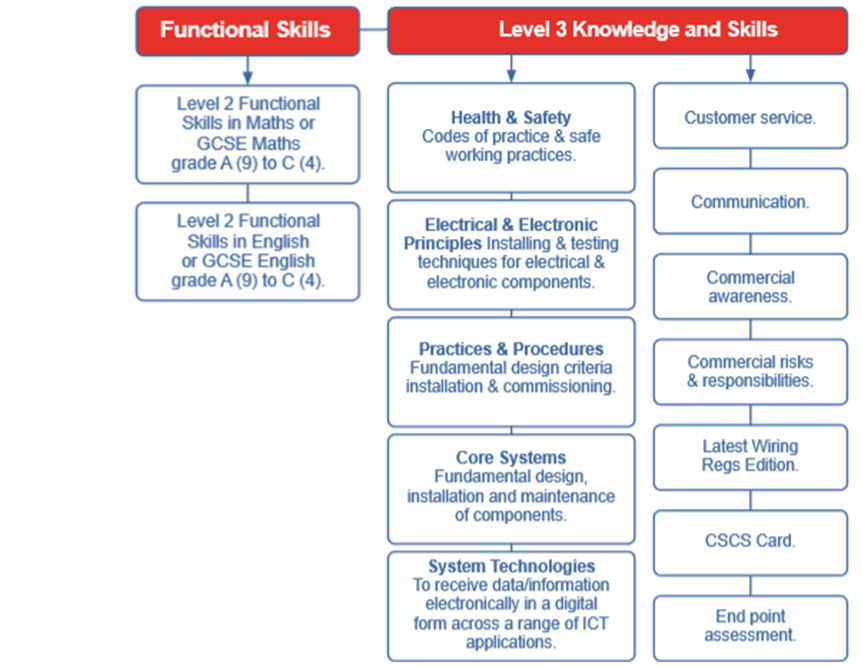 Functional Skills
Level 2 Functional
Skills in Maths or
GCSE Maths
grade A (9) to C (4).
Level 2 Functional
Skills in English
or GCSE English
grade A (9) to C (4).
Level 3 Knowledge and Skills
Health & Safety
Codes of practice & safe
working practices.
Electrical & Electronic
Principles Installing & testing
techniques for electrical &
electronic components.
Practices & Procedures
Fundamental design criteria
installation & commissioning.
Core Systems
Fundamental design,
installation and maintenance
of components.
System Technologies
To receive data/information
electronically in a digital
form across a range of ICT
applications.
Customer service.
Communication.
Commercial
awareness.
Commercial risks
& responsibilities.
Latest Wiring
Regs Edition.
CSCS Card.
End point
assessment.